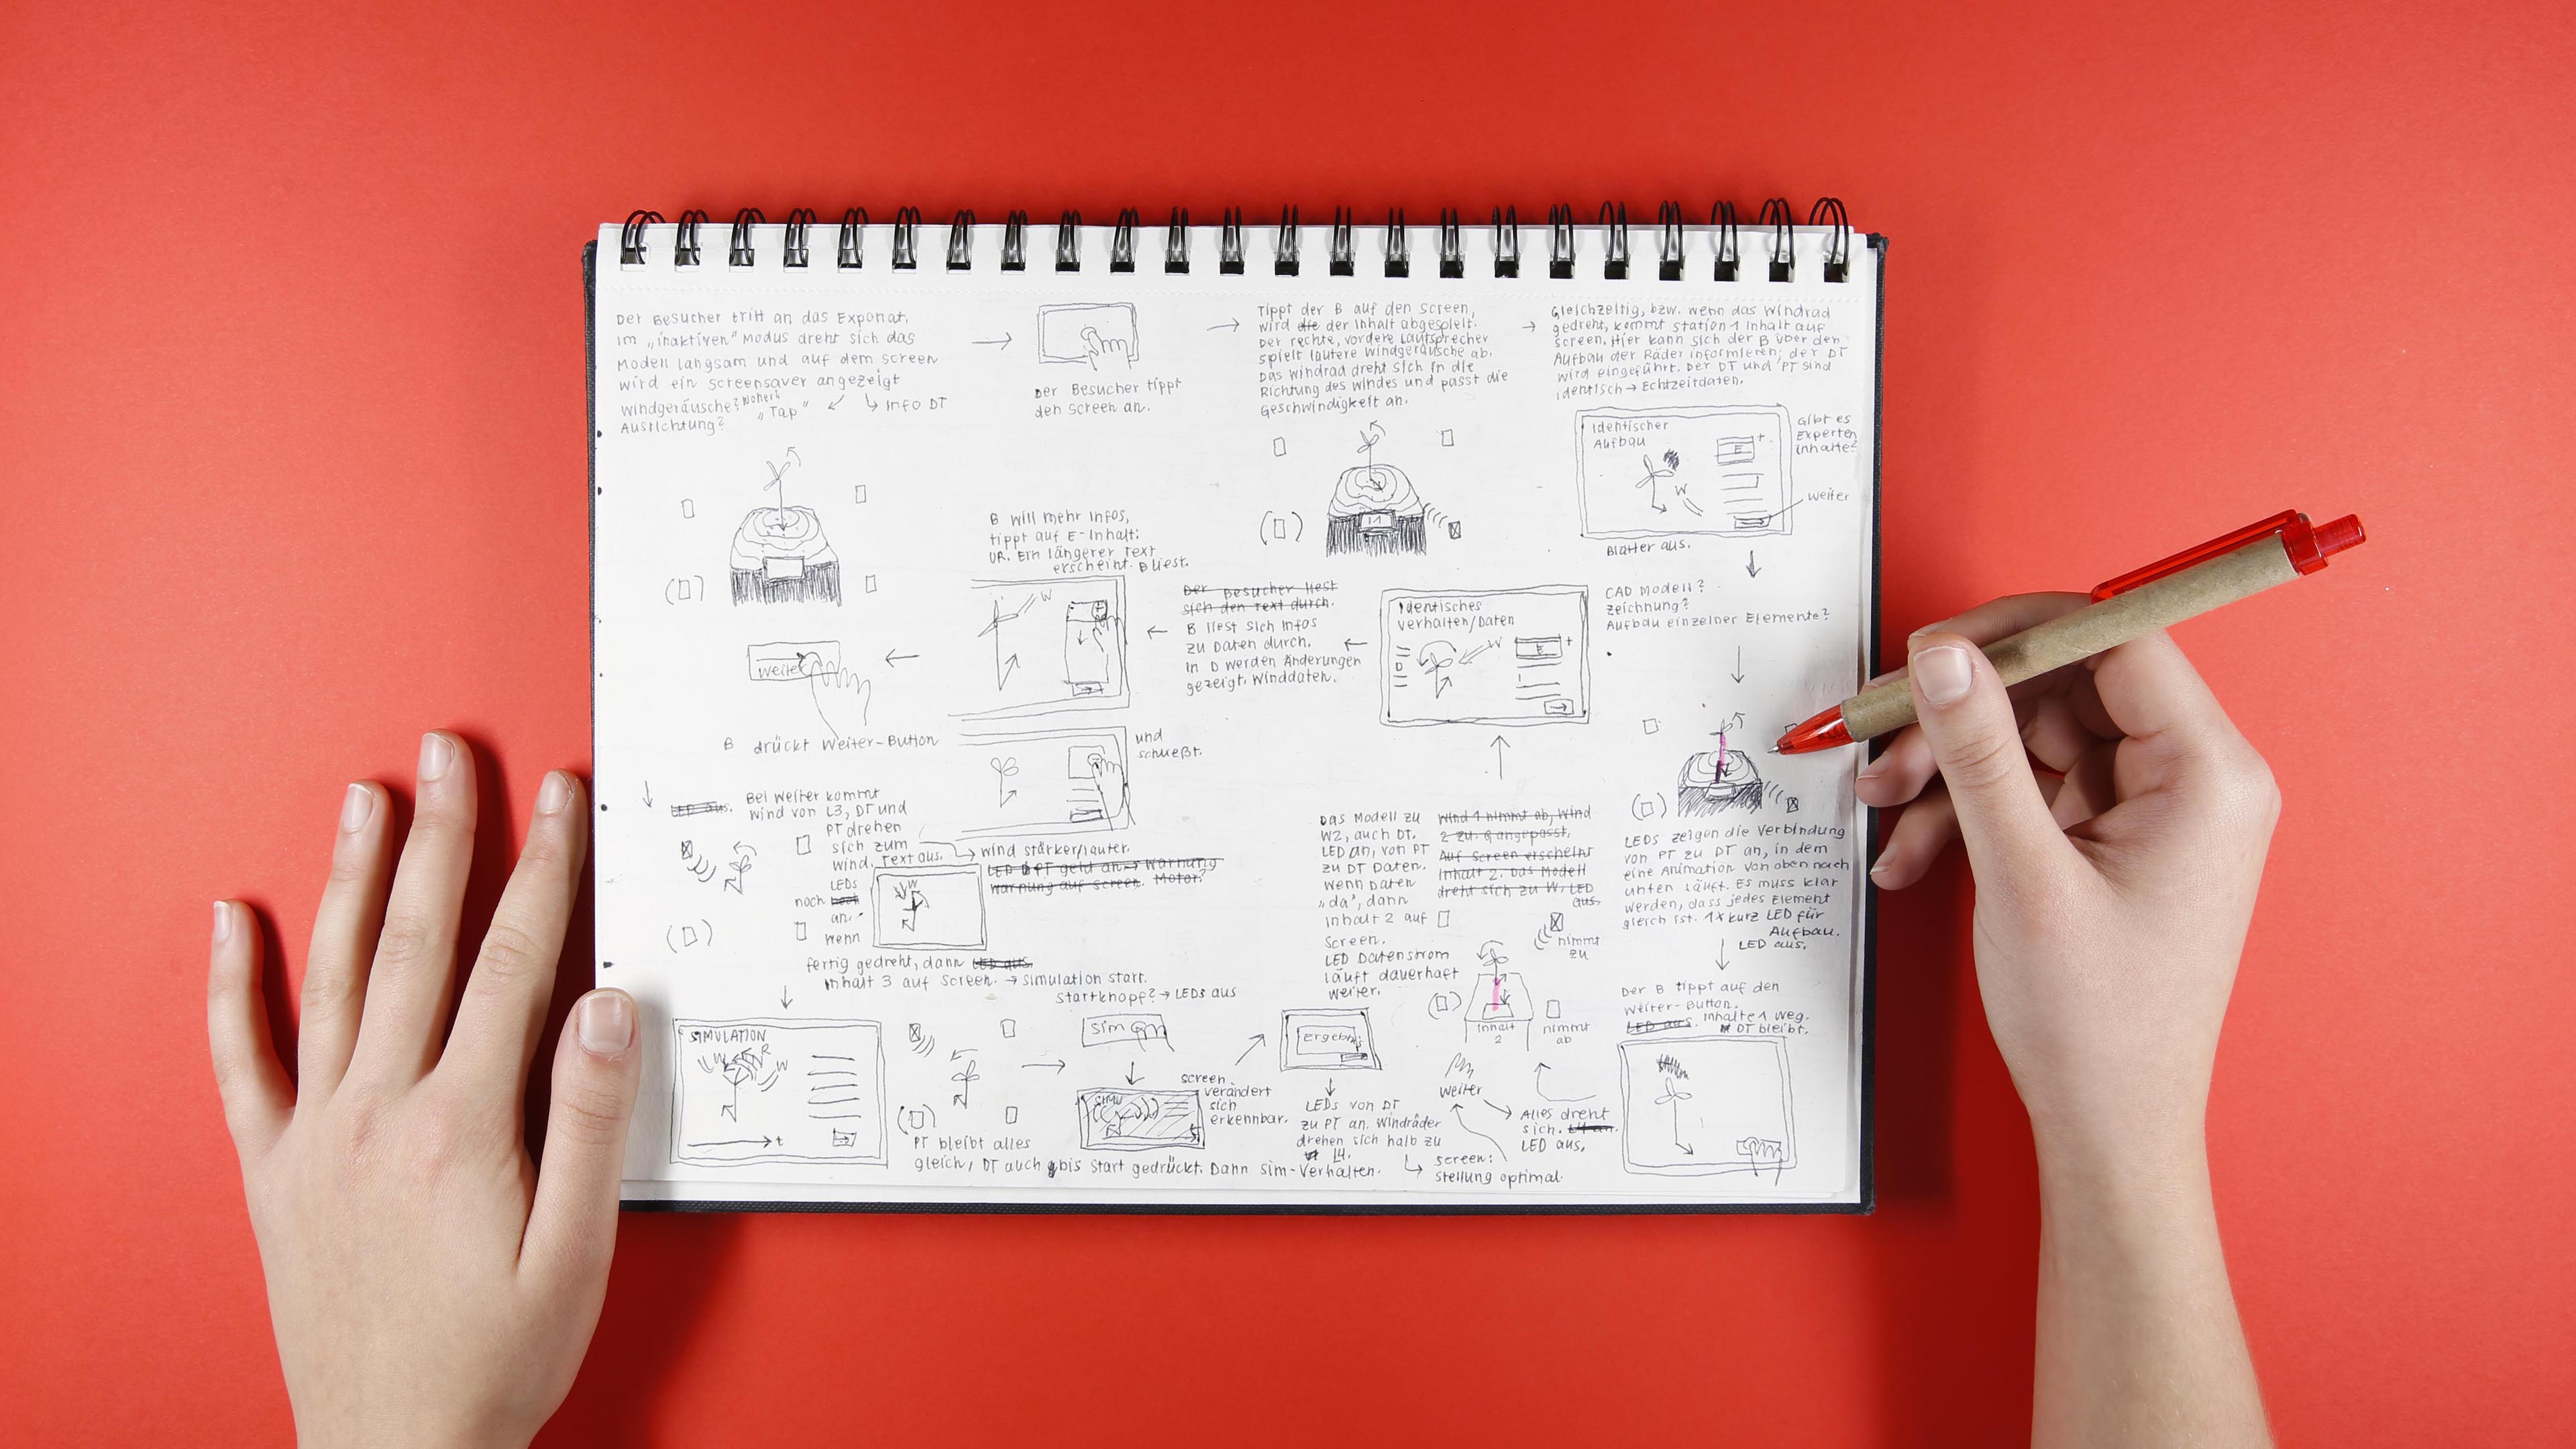 Der Besucher tritt an das Exponat.
Im „inaktiven" Modus dreht sich das
Modell langsam und auf dem Screen
wird ein Screensaver angezeigt
Windgeräusche? Woher?
„Tap"
Info DT
Ausrichtung?
Der Besucher tippt
den Screen an.
Tippt der B auf den Screen,
wird die der Inhalt abgespielt.
Der rechte, vordere Lautsprecher
spielt lautere Windgeräusche ab.
Das Windrad dreht sich in die
Richtung des Windes und passt die
Geschwindigkeit an.
Gleichzeitig, bzw. wenn das Windrad
gedreht, kommt Station 1 Inhalt auf
Screen. Hier kann sich der B über den
Aufbau der Räder informieren; der DT
wird eingeführt. Der DT und PT sind
identisch → Echtzeitdaten.
Identischer
Aufbau
E +
W
Gibt es
Experten
inhalte?
weiter
Blätter aus.
CAD Modell?
Zeichnung?
Aufbau einzelner Elemente?
LEDs zeigen die Verbindung
von PT zu DT an, in dem
eine Animation von oben nach
unten läuft. Es muss klar
werden, dass jedes Element
gleich ist. 1x kurz LED für
Aufbau.
LED aus.
Der B tippt auf den
Weiter-Button.
LED aus. Inhalte 1 weg.
DT bleibt.
Alles dreht
sich.
LED aus.
weiter
Das Modell zu
W2, auch DT.
LED an, von PT
zu DT Daten.
Wenn Daten
„da", dann
Inhalt 2 auf
Screen.
LED Datenstrom
läuft dauerhaft
weiter.
Wind 1 nimmt ab, Wind
2 zu. & angepasst.
Auf Screen erscheint
Inhalt 2. Das Modell
dreht sich zu W. LED
aus.
nimmt
zu
Inhalt
2
nimmt
ab
Identisches
Verhalten/Daten
D
W
E +
Der Besucher liest
sich den Text durch.
B liest sich Infos
zu Daten durch.
In D werden Änderungen
gezeigt, Winddaten.
B will mehr Infos,
tippt auf E-Inhalt:
UR. Ein längerer Text
erscheint. B liest.
W
und
schließt.
weiter
B drückt Weiter-Button
LED aus.
Bei Weiter kommt
Wind von L3, DT und
PT drehen
sich zum
Wind. Text aus.
LEDs
noch
an.
wenn
W
Wind stärker/lauter.
Warnung auf Screen. Motor?
fertig gedreht, dann LED aus.
Inhalt 3 auf Screen. → Simulation start.
Startknopf? → LEDs aus
SIMULATION
W R W
t
PT bleibt alles
gleich, DT auch bis Start gedrückt. Dann Sim-Verhalten.
Sim
SIMU
Screen
verändert
sich
erkennbar.
Ergebnis
LEDs von DT
zu PT an. Windräder
drehen sich halb zu
L4.
Screen:
Stellung optimal.